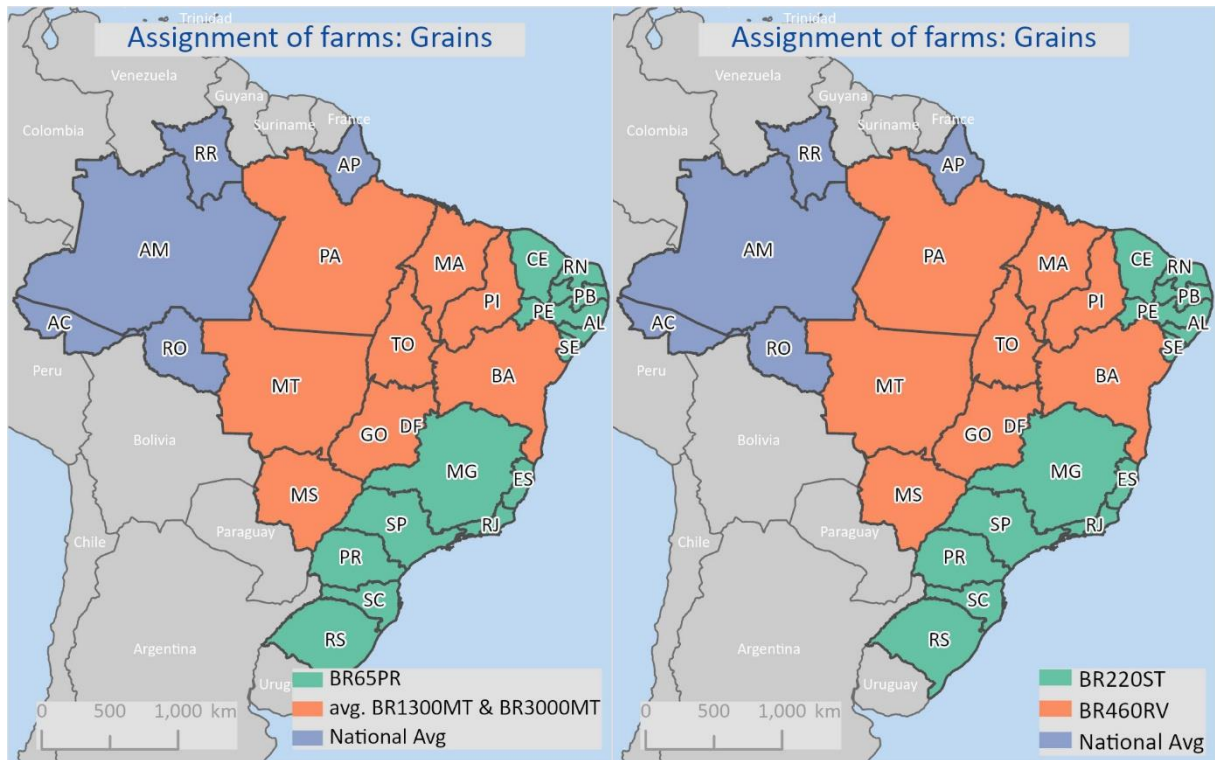 Trinidad
Assignment of farms: Grains
Venezuela
Guyana
Suriname
France
Colombia
RR
AP
AM
PA
MA
CE
RN
PI
PB
PE
AL
AC
SE
RO
TO
Peru
MT
BA
DF
GO
Bolivia
MG
ES
MS
SP
RJ
Paraguay
Chile
PR
SC
RS
Argentina
BR65PR
avg. BR1300MT & BR3000MT
National Avg
0 500 1,000 km
Trinidad
Assignment of farms: Grains
Venezuela
Guyana
Suriname
France
Colombia
RR
AP
AM
PA
MA
CE
RN
PI
PB
PE
AL
AC
SE
RO
TO
Peru
MT
BA
DF
GO
Bolivia
MG
ES
MS
SP
RJ
Paraguay
Chile
PR
SC
RS
Argentina
Uruguay
BR220ST
BR460RV
National Avg
0 500 1,000 km